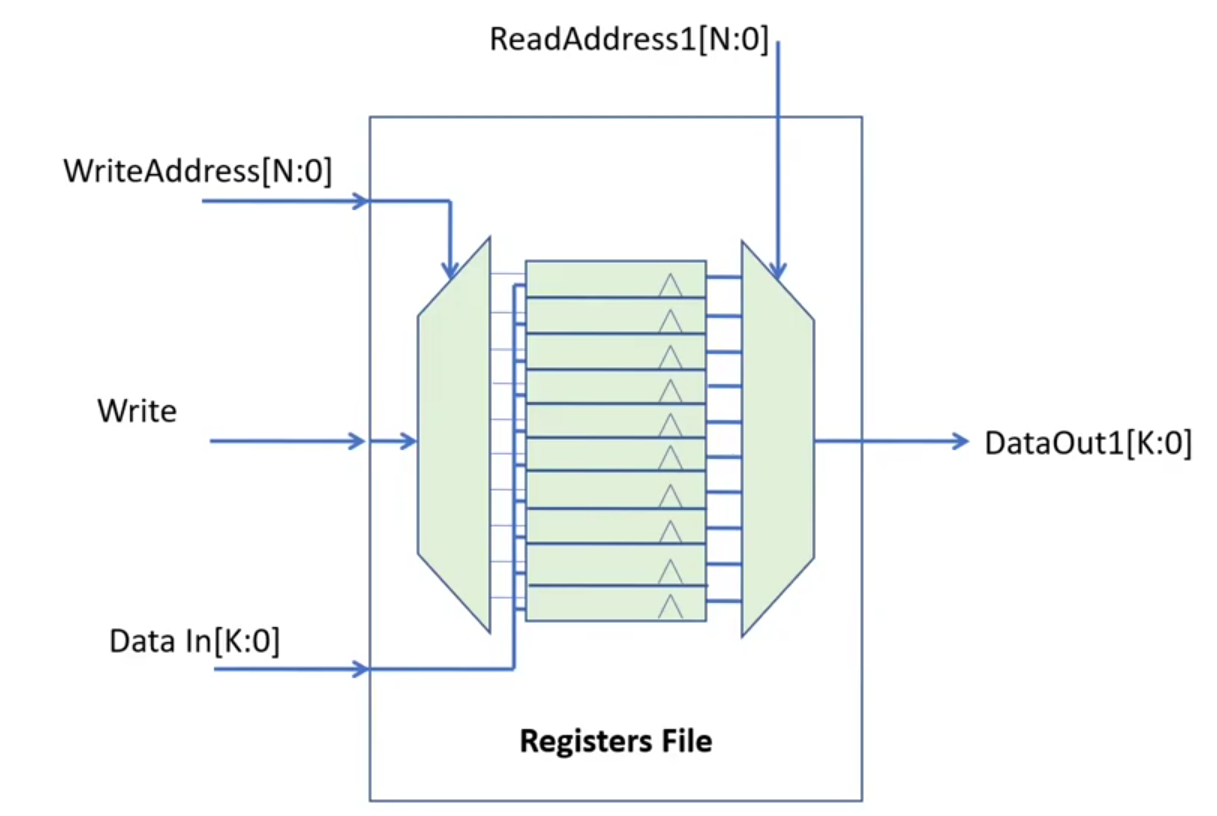 ReadAddress1[N:0]
WriteAddress[N:0]
Write
DataOut1[K:0]
Data In[K:0]
Registers File